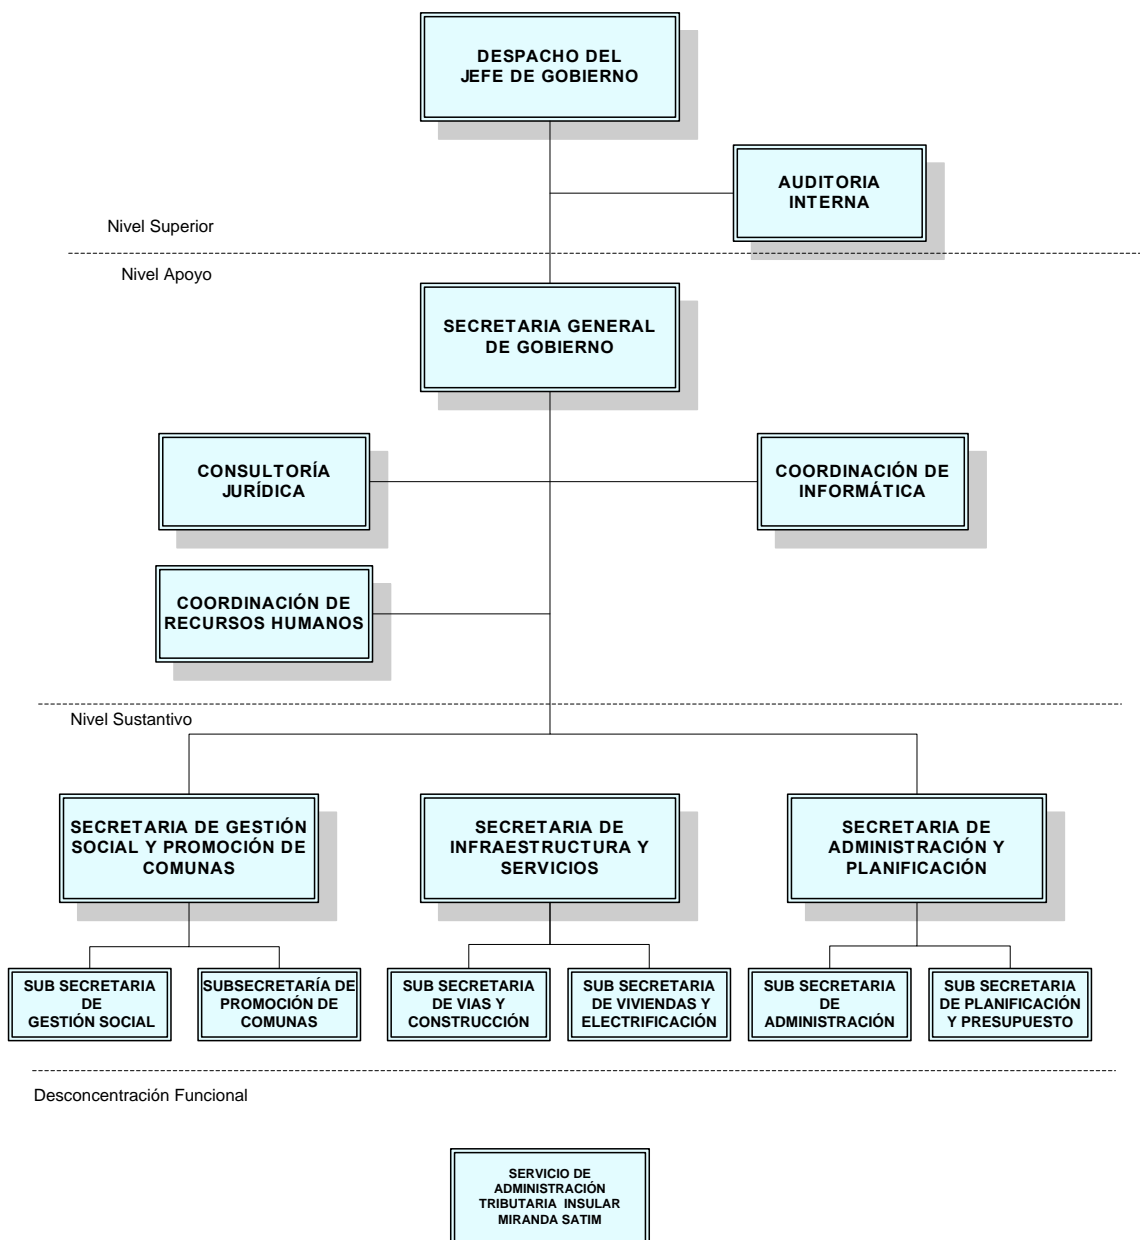 DESPACHO DEL
JEFE DE GOBIERNO
AUDITORIA
INTERNA
Nivel Superior
Nivel Apoyo
SECRETARIA GENERAL
DE GOBIERNO
CONSULTORÍA
JURÍDICA
COORDINACIÓN DE
INFORMÁTICA
COORDINACIÓN DE
RECURSOS HUMANOS
Nivel Sustantivo
SECRETARIA DE GESTIÓN
SOCIAL Y PROMOCIÓN DE
COMUNAS
SECRETARIA DE
INFRAESTRUCTURA Y
SERVICIOS
SECRETARIA DE
ADMINISTRACIÓN Y
PLANIFICACIÓN
SUB SECRETARIA
DE
GESTIÓN SOCIAL
SUBSECRETARÍA DE
PROMOCIÓN DE
COMUNAS
SUB SECRETARIA
DE VIAS Y
CONSTRUCCIÓN
SUB SECRETARIA
DE VIVIENDAS Y
ELECTRIFICACIÓN
SUB SECRETARIA
DE
ADMINISTRACIÓN
SUB SECRETARIA
DE PLANIFICACIÓN
Y PRESUPUESTO
Desconcentración Funcional
SERVICIO DE
ADMINISTRACIÓN
TRIBUTARIA INSULAR
MIRANDA SATIM